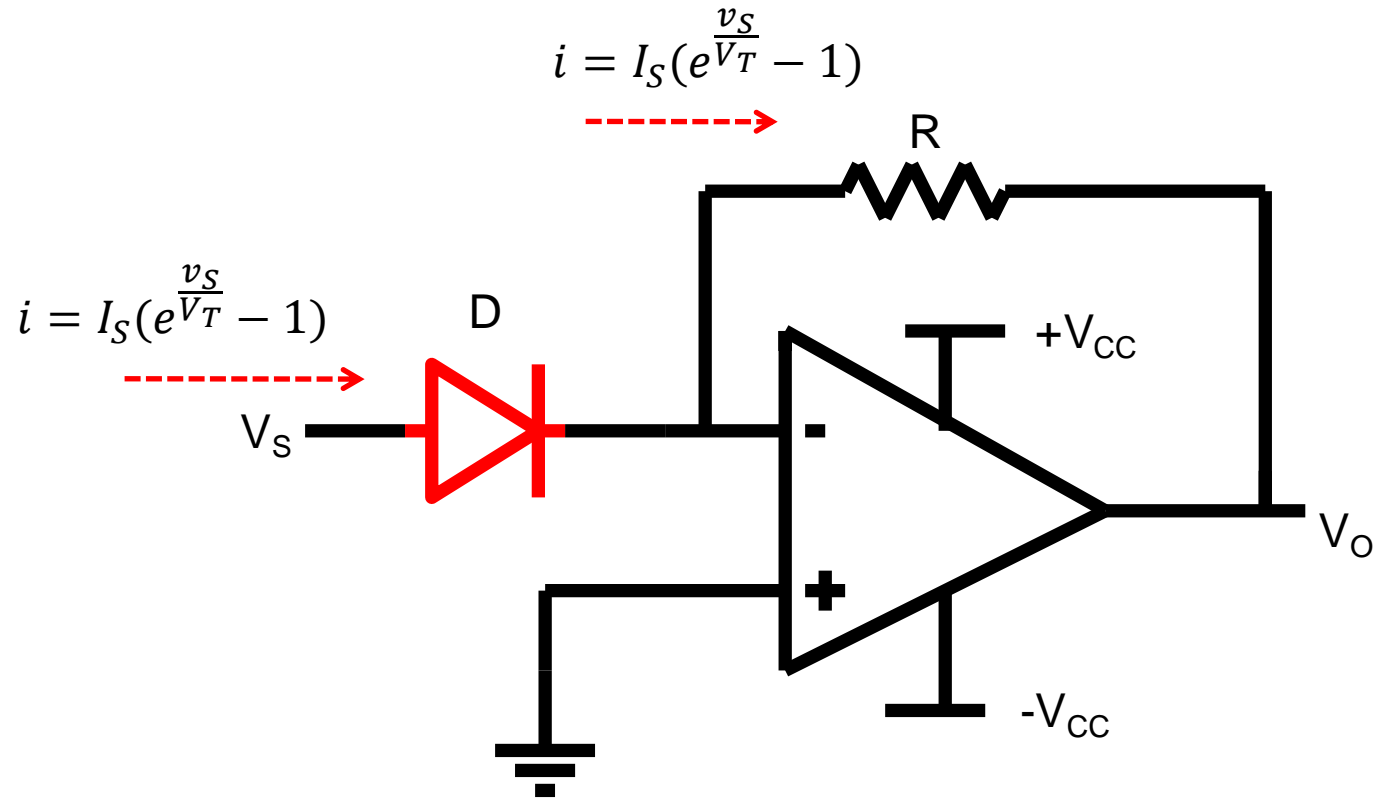 i = I_S(e^{v_S/V_T} − 1)
R
i = I_S(e^{v_S/V_T} − 1)
D
+V_CC
V_S
-
V_O
+
-V_CC